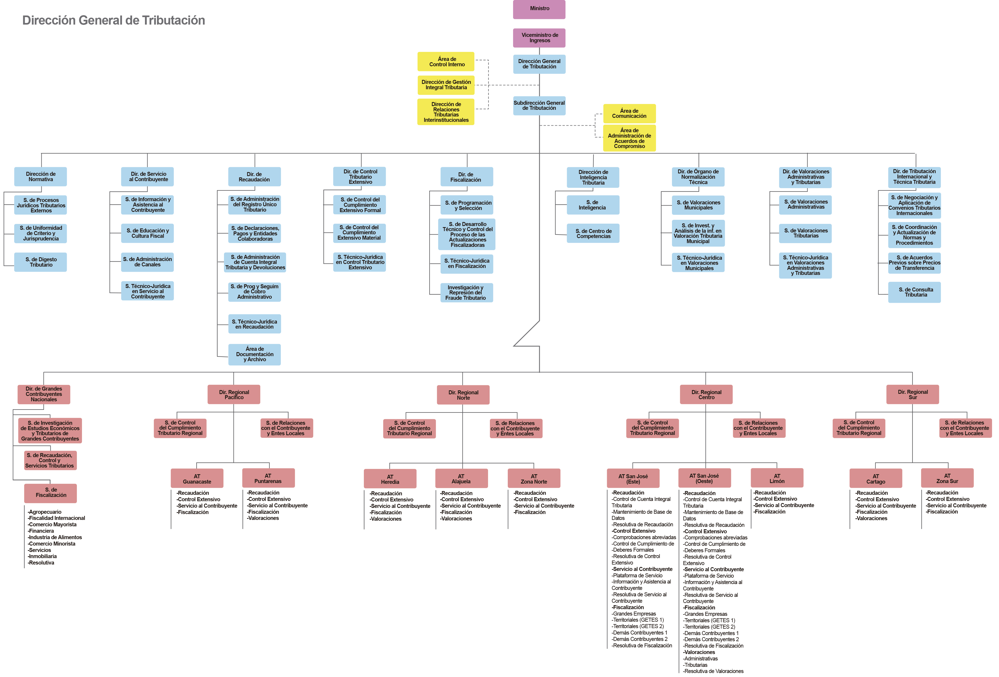 Dirección General de Tributación
Ministro
Viceministro de
Ingresos
Dirección General
de Tributación
Subdirección General
de Tributación
Área de
Control Interno
Dirección de Gestión
Integral Tributaria
Dirección de
Relaciones
Tributarias
Interinstitucionales
Área de
Comunicación
Área de
Administración de
Acuerdos de
Compromiso
Dirección de
Normativa
S. de Procesos
Jurídicos Tributarios
Externos
S. de Uniformidad
de Criterio y
Jurisprudencia
S. de Digesto
Tributario
Dir. de Servicio
al Contribuyente
S. de Información y
Asistencia al
Contribuyente
S. de Educación y
Cultura Fiscal
S. de Administración
de Canales
S. Técnico-Jurídica
en Servicio al
Contribuyente
Dir. de
Recaudación
S. de Administración
del Registro Único
Tributario
S. de Declaraciones,
Pagos y Entidades
Colaboradoras
S. de Administración
de Cuenta Integral
Tributaria y Devoluciones
S. de Prog y Seguim
de Cobro
Administrativo
S. Técnico-Jurídica
en Recaudación
Área de
Documentación
y Archivo
Dir. de Control
Tributario
Extensivo
S. de Control del
Cumplimiento
Extensivo Formal
S. de Control del
Cumplimiento
Extensivo Material
S. Técnico-Jurídica
en Control Tributario
Extensivo
Dir. de
Fiscalización
S. de Programación
y Selección
S. de Desarrollo
Técnico y Control del
Proceso de las
Actualizaciones
Fiscalizadoras
S. Técnico-Jurídica
en Fiscalización
Investigación y
Represión del
Fraude Tributario
Dirección de
Inteligencia
Tributaria
S. de
Inteligencia
S. de Centro de
Competencias
Dir. de Órgano de
Normalización
Técnica
S. de Valoraciones
Municipales
S. de Invest. y
Análisis de la inf. en
Valoración Tributaria
Municipal
S. Técnico-Jurídica
en Valoraciones
Municipales
Dir. de Valoraciones
Administrativas
y Tributarias
S. de Valoraciones
Administrativas
S. de Valoraciones
Tributarias
S. Técnico-Jurídica
en Valoraciones
Administrativas
y Tributarias
Dir. de Tributación
Internacional y
Técnica Tributaria
S. de Negociación y
Aplicación de
Convenios Tributarios
Internacionales
S. de Coordinación
y Actualización de
Normas y
Procedimientos
S. de Acuerdos
Previos sobre Precios
de Transferencia
S. de Consulta
Tributaria
Dir. de Grandes
Contribuyentes
Nacionales
S. de Investigación
de Estudios Económicos
y Tributarios de
Grandes Contribuyentes
S. de Recaudación,
Control y
Servicios Tributarios
S. de
Fiscalización
-Agropecuario
-Fiscalidad Internacional
-Comercio Mayorista
-Financiera
-Industria de Alimentos
-Comercio Minorista
-Servicios
-Inmobiliaria
-Resolutiva
Dir. Regional
Pacífico
S. de Control
del Cumplimiento
Tributario Regional
S. de Relaciones
con el Contribuyente
y Entes Locales
AT
Guanacaste
-Recaudación
-Control Extensivo
-Servicio al Contribuyente
-Fiscalización
AT
Puntarenas
-Recaudación
-Control Extensivo
-Servicio al Contribuyente
-Fiscalización
-Valoraciones
Dir. Regional
Norte
S. de Control
del Cumplimiento
Tributario Regional
S. de Relaciones
con el Contribuyente
y Entes Locales
AT
Heredia
-Recaudación
-Control Extensivo
-Servicio al Contribuyente
-Fiscalización
-Valoraciones
AT
Alajuela
-Recaudación
-Control Extensivo
-Servicio al Contribuyente
-Fiscalización
-Valoraciones
AT
Zona Norte
-Recaudación
-Control Extensivo
-Servicio al Contribuyente
-Fiscalización
Dir. Regional
Centro
S. de Control
del Cumplimiento
Tributario Regional
S. de Relaciones
con el Contribuyente
y Entes Locales
AT San José
(Este)
-Recaudación
-Control de Cuenta Integral
Tributaria
-Mantenimiento de Base de
Datos
-Resolutiva de Recaudación
-Control Extensivo
-Comprobaciones abreviadas
-Control de Cumplimiento de
-Deberes Formales
-Resolutiva de Control
Extensivo
-Servicio al Contribuyente
-Plataforma de Servicio
-Información y Asistencia al
Contribuyente
-Resolutiva de Servicio al
Contribuyente
-Fiscalización
-Grandes Empresas
-Territoriales (GETES 1)
-Territoriales (GETES 2)
-Demás Contribuyentes 1
-Demás Contribuyentes 2
-Resolutiva de Fiscalización
AT San José
(Oeste)
-Recaudación
-Control de Cuenta Integral
Tributaria
-Mantenimiento de Base de
Datos
-Resolutiva de Recaudación
-Control Extensivo
-Comprobaciones abreviadas
-Control de Cumplimiento de
-Deberes Formales
-Resolutiva de Control
Extensivo
-Servicio al Contribuyente
-Plataforma de Servicio
-Información y Asistencia al
Contribuyente
-Resolutiva de Servicio al
Contribuyente
-Fiscalización
-Grandes Empresas
-Territoriales (GETES 1)
-Territoriales (GETES 2)
-Demás Contribuyentes 1
-Demás Contribuyentes 2
-Resolutiva de Fiscalización
-Valoraciones
-Administrativas
-Tributarias
-Resolutiva de Valoraciones
AT
Limón
-Recaudación
-Control Extensivo
-Servicio al Contribuyente
-Fiscalización
Dir. Regional
Sur
S. de Control
del Cumplimiento
Tributario Regional
S. de Relaciones
con el Contribuyente
y Entes Locales
AT
Cartago
-Recaudación
-Control Extensivo
-Servicio al Contribuyente
-Fiscalización
-Valoraciones
AT
Zona Sur
-Recaudación
-Control Extensivo
-Servicio al Contribuyente
-Fiscalización